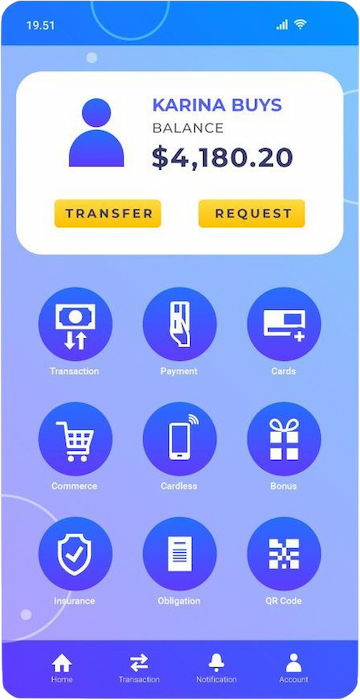 19.51
KARINA BUYS
BALANCE
$4,180.20
TRANSFER
REQUEST
Transaction
Payment
Cards
Commerce
Cardless
Bonus
Insurance
Obligation
QR Code
Home
Transaction
Notification
Account